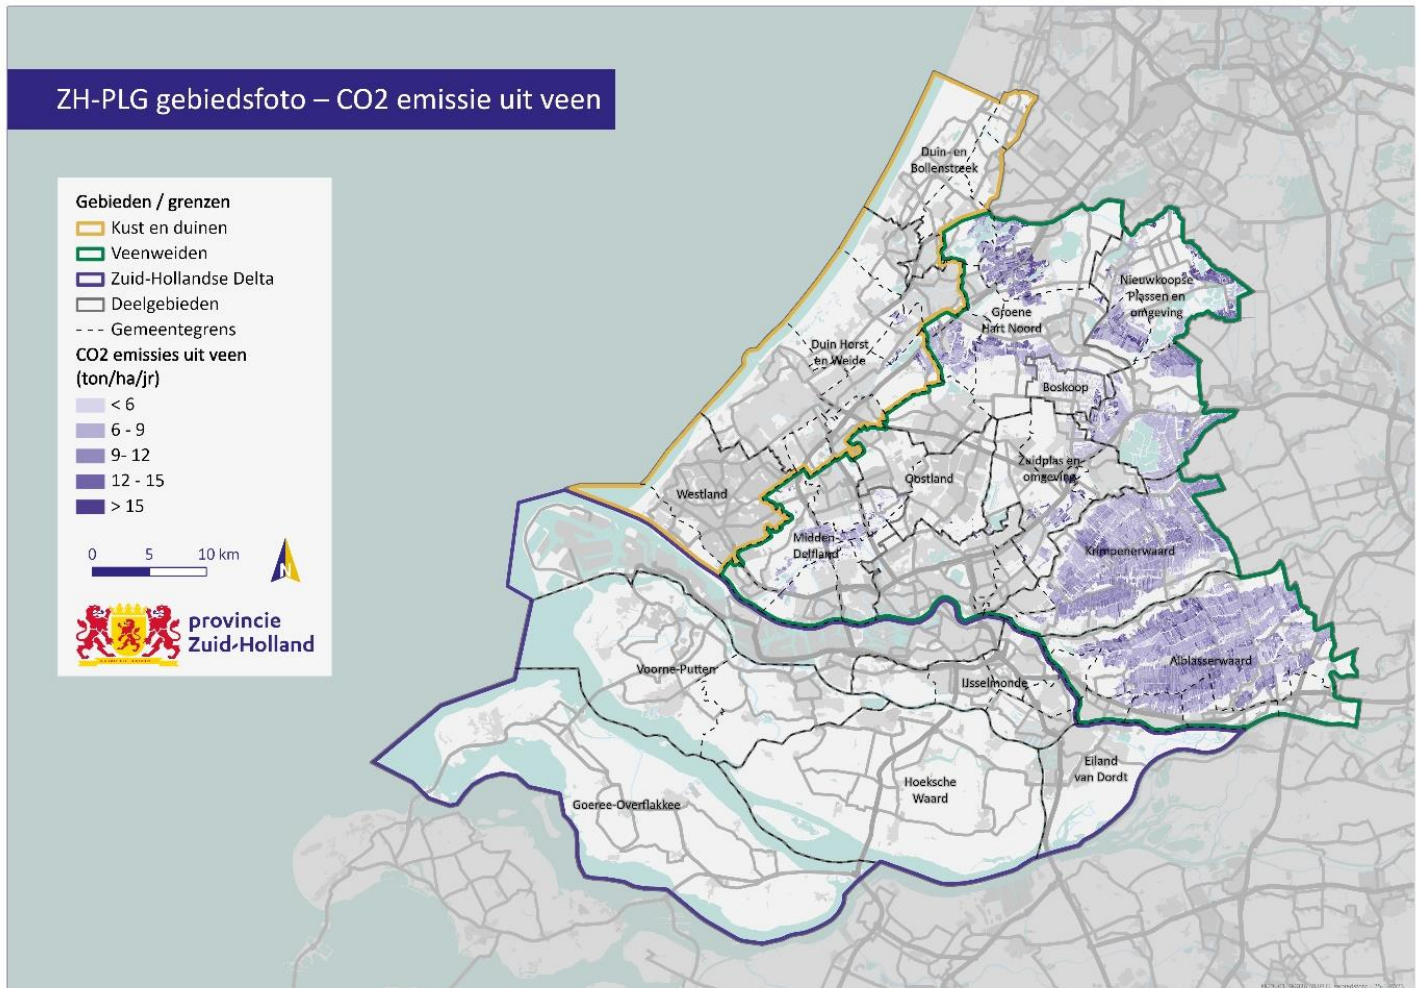 ZH-PLG gebiedsfoto – CO2 emissie uit veen
Gebieden / grenzen
Kust en duinen
Veenweiden
Zuid-Hollandse Delta
Deelgebieden
Gemeentegrens
CO2 emissies uit veen
(ton/ha/jr)
< 6
6 - 9
9- 12
12 - 15
> 15
0 5 10 km
N
provincie
Zuid-Holland
Duin- en
Bollenstreek
Nieuwkoopse
Plassen en
omgeving
Groene
Hart Noord
Duin Horst
en Weide
Boskoop
Zuidplas en
omgeving
Oostland
Westland
Midden-
Delfland
Krimpenerwaard
Alblasserwaard
Voorne-Putten
IJsselmonde
Eiland
van Dordt
Hoeksche
Waard
Goeree-Overflakkee